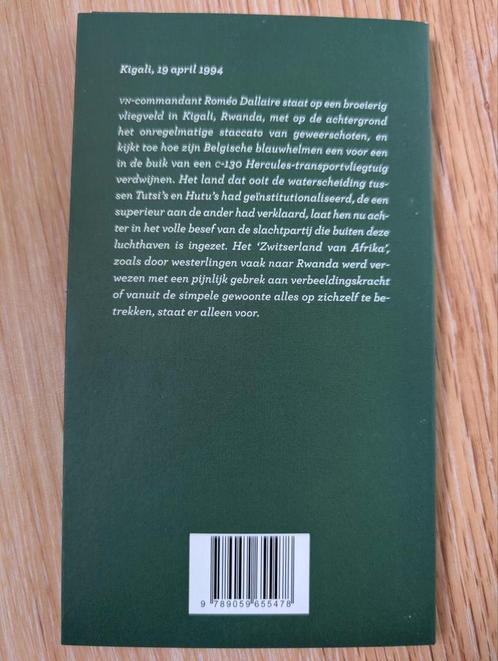 Kigali, 19 april 1994
VN-commandant Roméo Dallaire staat op een broeierig
vliegveld in Kigali, Rwanda, met op de achtergrond
het onregelmatige staccato van geweerschoten, en
kijkt toe hoe zijn Belgische blauwhelmen een voor een
in de buik van een C-130 Hercules-transportvliegtuig
verdwijnen. Het land dat ooit de waterscheiding tus-
sen Tutsi's en Hutu's had geïnstitutionaliseerd, de een
superieur aan de ander had verklaard, laat hen nu ach-
ter in het volle besef van de slachtpartij die buiten deze
luchthaven is ingezet. Het ‘Zwitserland van Afrika’,
zoals door westerlingen vaak naar Rwanda werd ver-
wezen met een pijnlijk gebrek aan verbeeldingskracht
of vanuit de simpele gewoonte alles op zichzelf te be-
trekken, staat er alleen voor.
9 789059 655478